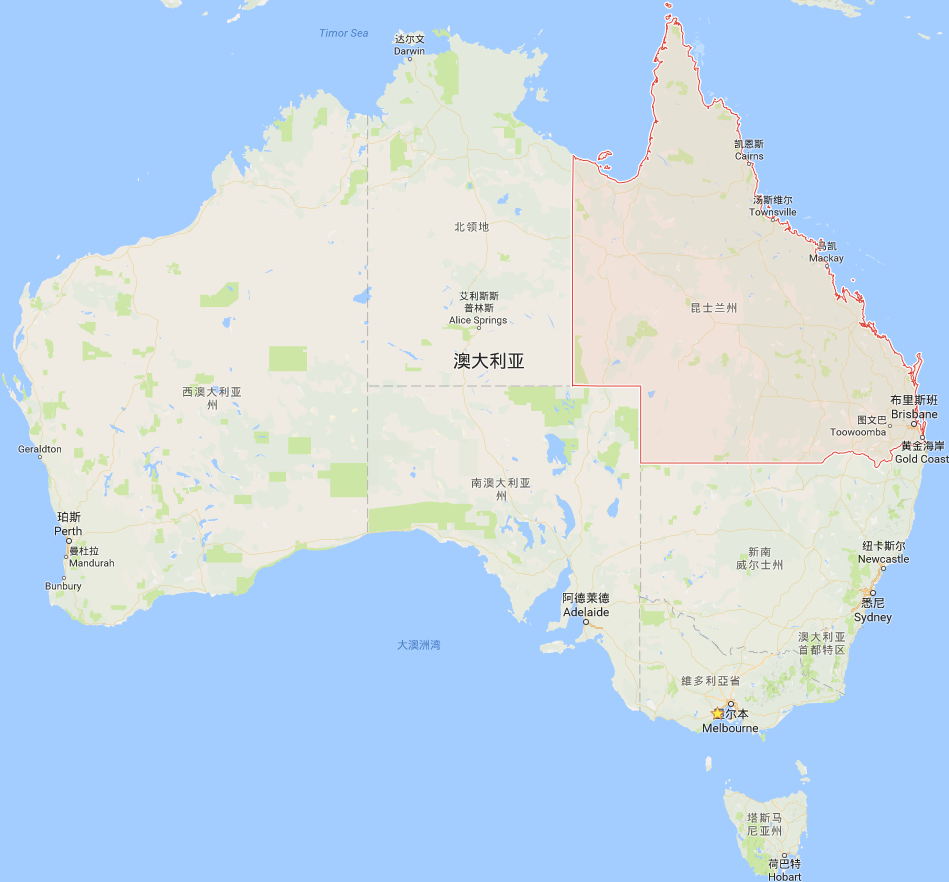 Timor Sea
达尔文
Darwin
凯恩斯
Cairns
汤斯维尔
Townsville
北领地
马凯
Mackay
艾利斯斯
普林斯
Alice Springs
昆士兰州
澳大利亚
西澳大利亚
州
布里斯班
Brisbane
图文巴
Toowoomba
黄金海岸
Gold Coast
Geraldton
南澳大利亚
州
珀斯
Perth
曼杜拉
Mandurah
Bunbury
新南
威尔士州
纽卡斯尔
Newcastle
阿德莱德
Adelaide
悉尼
Sydney
大澳洲湾
澳大利亚
首都特区
維多利亞省
尔本
Melbourne
塔斯马
尼亚州
荷巴特
Hobart